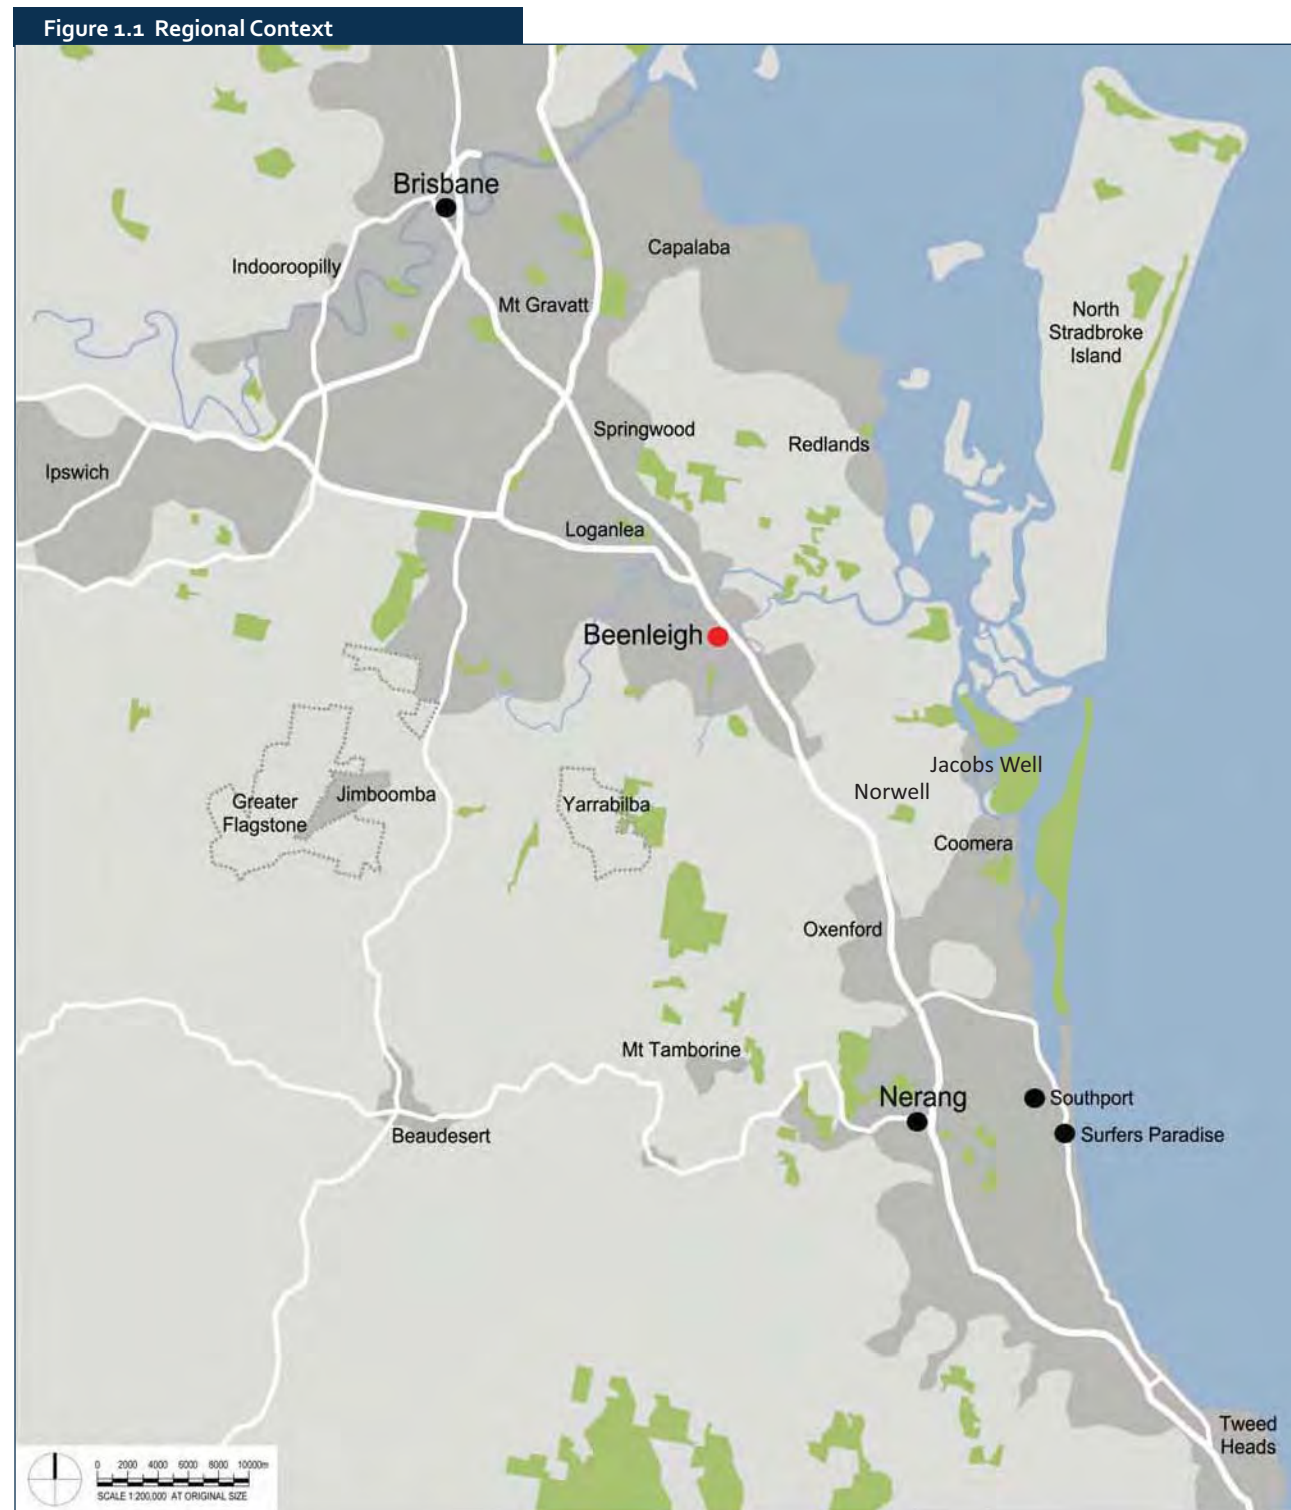 Figure 1.1 Regional Context
Brisbane
Indooroopilly
Capalaba
Mt Gravatt
North
Stradbroke
Island
Springwood
Redlands
Ipswich
Loganlea
Beenleigh
Jacobs Well
Norwell
Greater
Flagstone
Jimboomba
Yarrabilba
Coomera
Oxenford
Mt Tamborine
Nerang
Southport
Surfers Paradise
Beaudesert
Tweed
Heads
0 2000 4000 6000 8000 10000m
SCALE 1:200,000 AT ORIGINAL SIZE